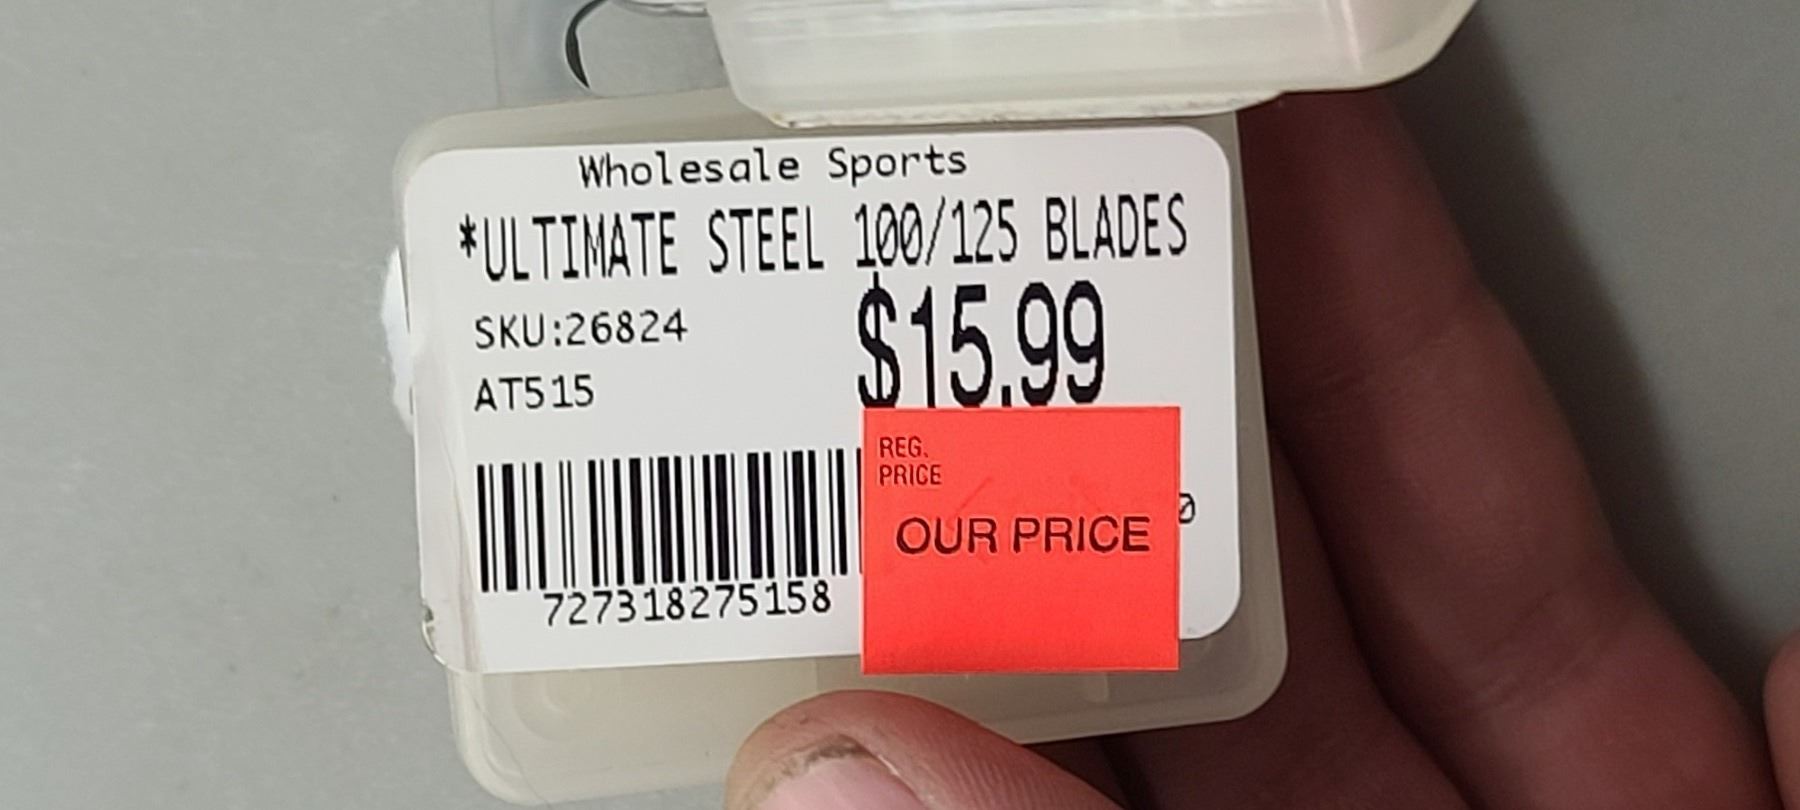 Wholesale Sports
*ULTIMATE STEEL 100/125 BLADES
$15.99
SKU:26824
AT515
REG.
PRICE
OUR PRICE
727318275158